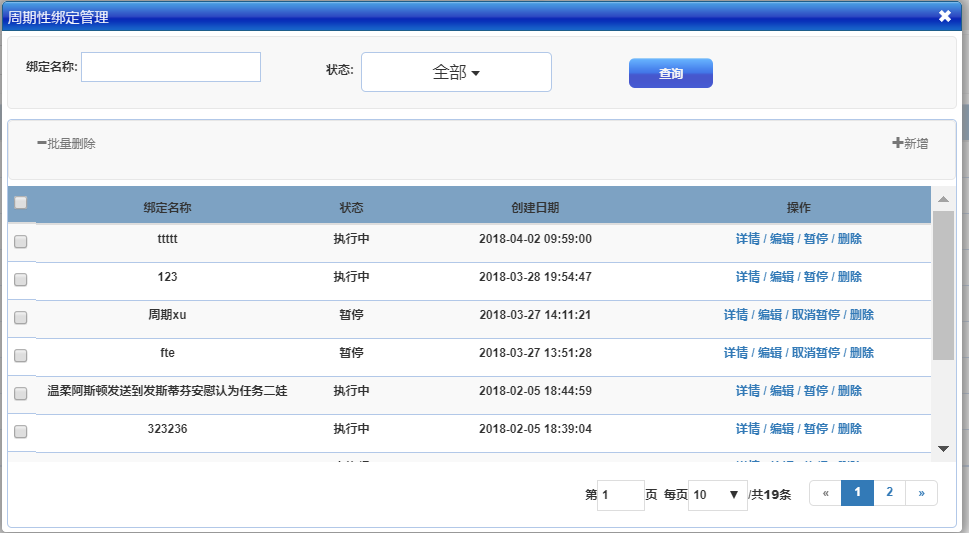 周期性绑定管理
绑定名称: 状态: 全部 查询
批量删除 新增
绑定名称 状态 创建日期 操作
ttttt 执行中 2018-04-02 09:59:00 详情 / 编辑 / 暂停 / 删除
123 执行中 2018-03-28 19:54:47 详情 / 编辑 / 暂停 / 删除
周期xu 暂停 2018-03-27 14:11:21 详情 / 编辑 / 取消暂停 / 删除
fte 暂停 2018-03-27 13:51:28 详情 / 编辑 / 取消暂停 / 删除
温柔阿斯顿发送到发斯蒂芬安慰认为任务二娃 执行中 2018-02-05 18:44:59 详情 / 编辑 / 暂停 / 删除
323236 执行中 2018-02-05 18:39:04 详情 / 编辑 / 暂停 / 删除
第 1 页 每页 10 /共19条 « 1 2 »